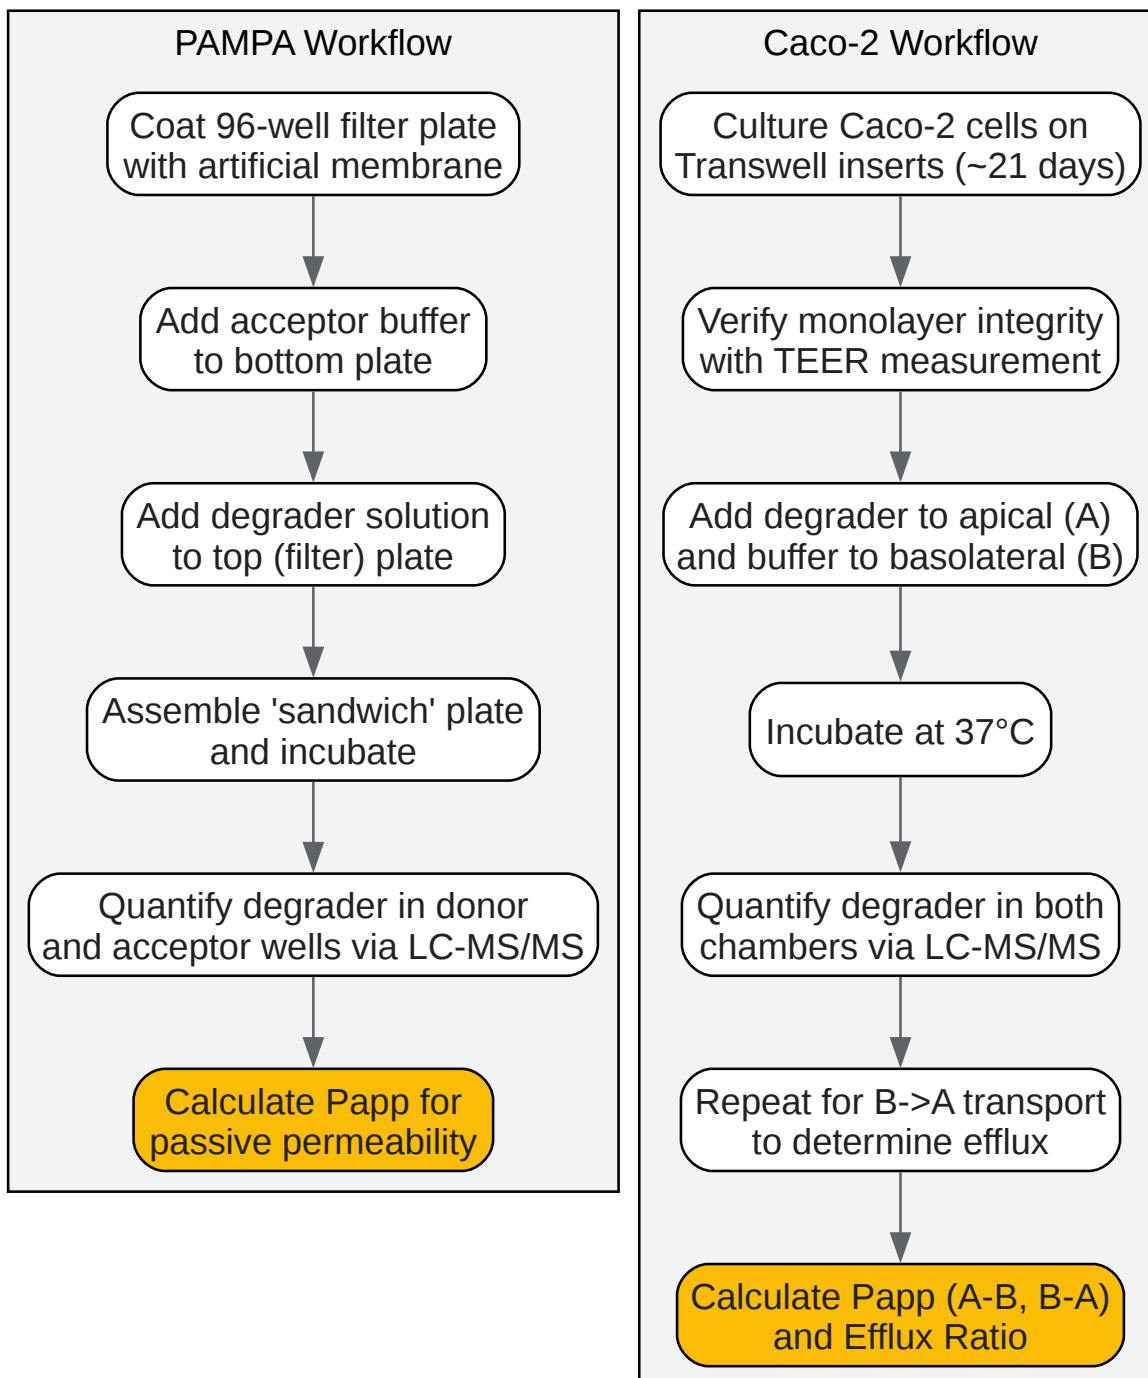 PAMPA Workflow
Coat 96-well filter plate
with artificial membrane
Add acceptor buffer
to bottom plate
Add degrader solution
to top (filter) plate
Assemble 'sandwich' plate
and incubate
Quantify degrader in donor
and acceptor wells via LC-MS/MS
Calculate Papp for
passive permeability
Caco-2 Workflow
Culture Caco-2 cells on
Transwell inserts (~21 days)
Verify monolayer integrity
with TEER measurement
Add degrader to apical (A)
and buffer to basolateral (B)
Incubate at 37°C
Quantify degrader in both
chambers via LC-MS/MS
Repeat for B->A transport
to determine efflux
Calculate Papp (A-B, B-A)
and Efflux Ratio